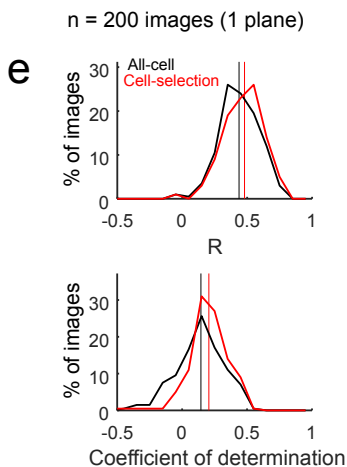 n = 200 images (1 plane)
e
All-cell
Cell-selection
% of images
30
20
10
0
-0.5 0 0.5 1
R
% of images
30
20
10
0
-0.5 0 0.5 1
Coefficient of determination